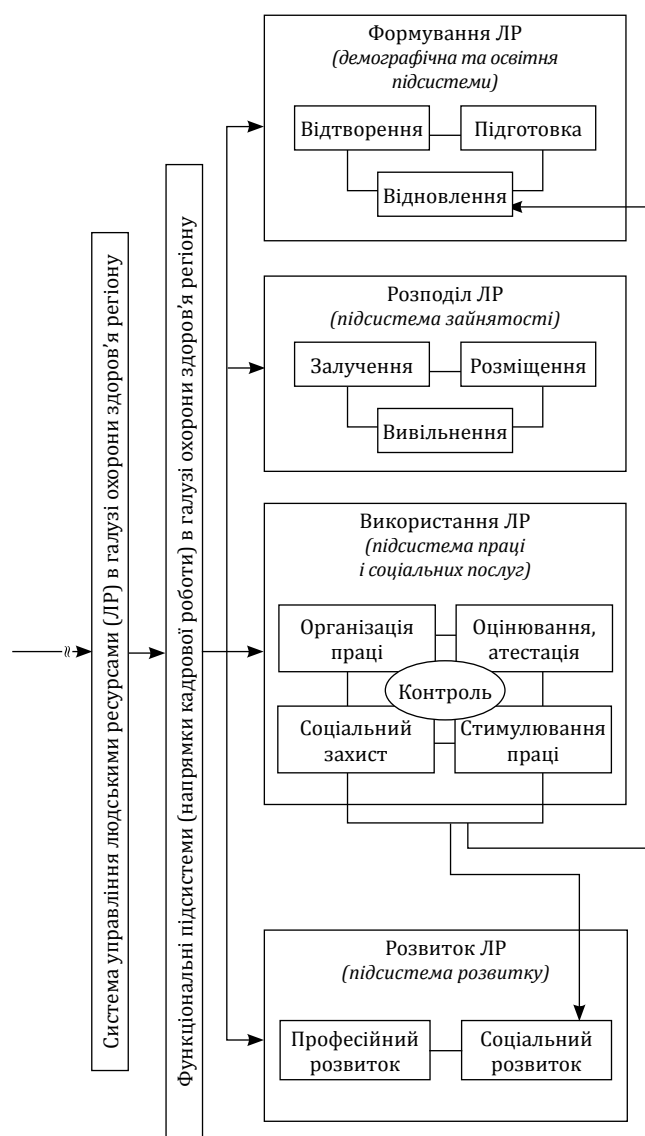 Система управління людськими ресурсами (ЛР) в галузі охорони здоров'я регіону
Функціональні підсистеми (напрямки кадрової роботи) в галузі охорони здоров'я регіону
Формування ЛР
(демографічна та освітня
підсистеми)
Відтворення
Підготовка
Відновлення
Розподіл ЛР
(підсистема зайнятості)
Залучення
Розміщення
Вивільнення
Використання ЛР
(підсистема праці
і соціальних послуг)
Організація
праці
Оцінювання,
атестація
Контроль
Соціальний
захист
Стимулювання
праці
Розвиток ЛР
(підсистема розвитку)
Професійний
розвиток
Соціальний
розвиток